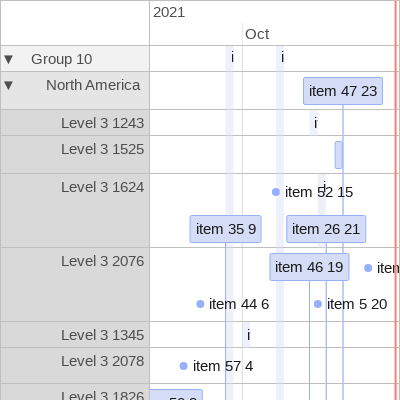 2021
Oct
▼ Group 10 i i
▼ North America item 47 23
Level 3 1243 i
Level 3 1525
Level 3 1624 item 52 15 i
item 35 9 item 26 21
Level 3 2076 item 46 19
item 44 6 item 5 20
Level 3 1345 i
Level 3 2078 item 57 4
Level 3 1826